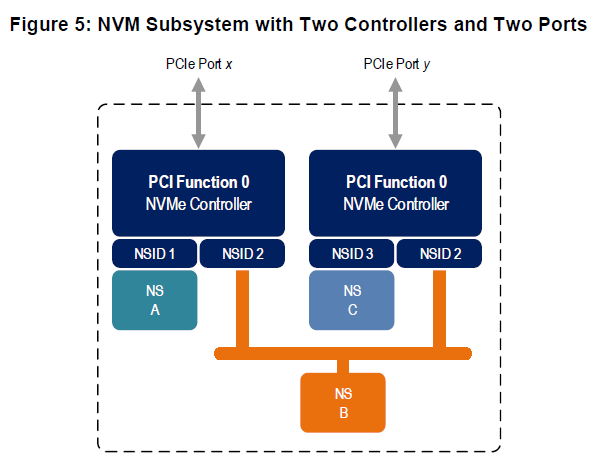 Figure 5: NVM Subsystem with Two Controllers and Two Ports
PCIe Port x
PCIe Port y
PCI Function 0
NVMe Controller
PCI Function 0
NVMe Controller
NSID 1
NSID 2
NSID 3
NSID 2
NS
A
NS
C
NS
B